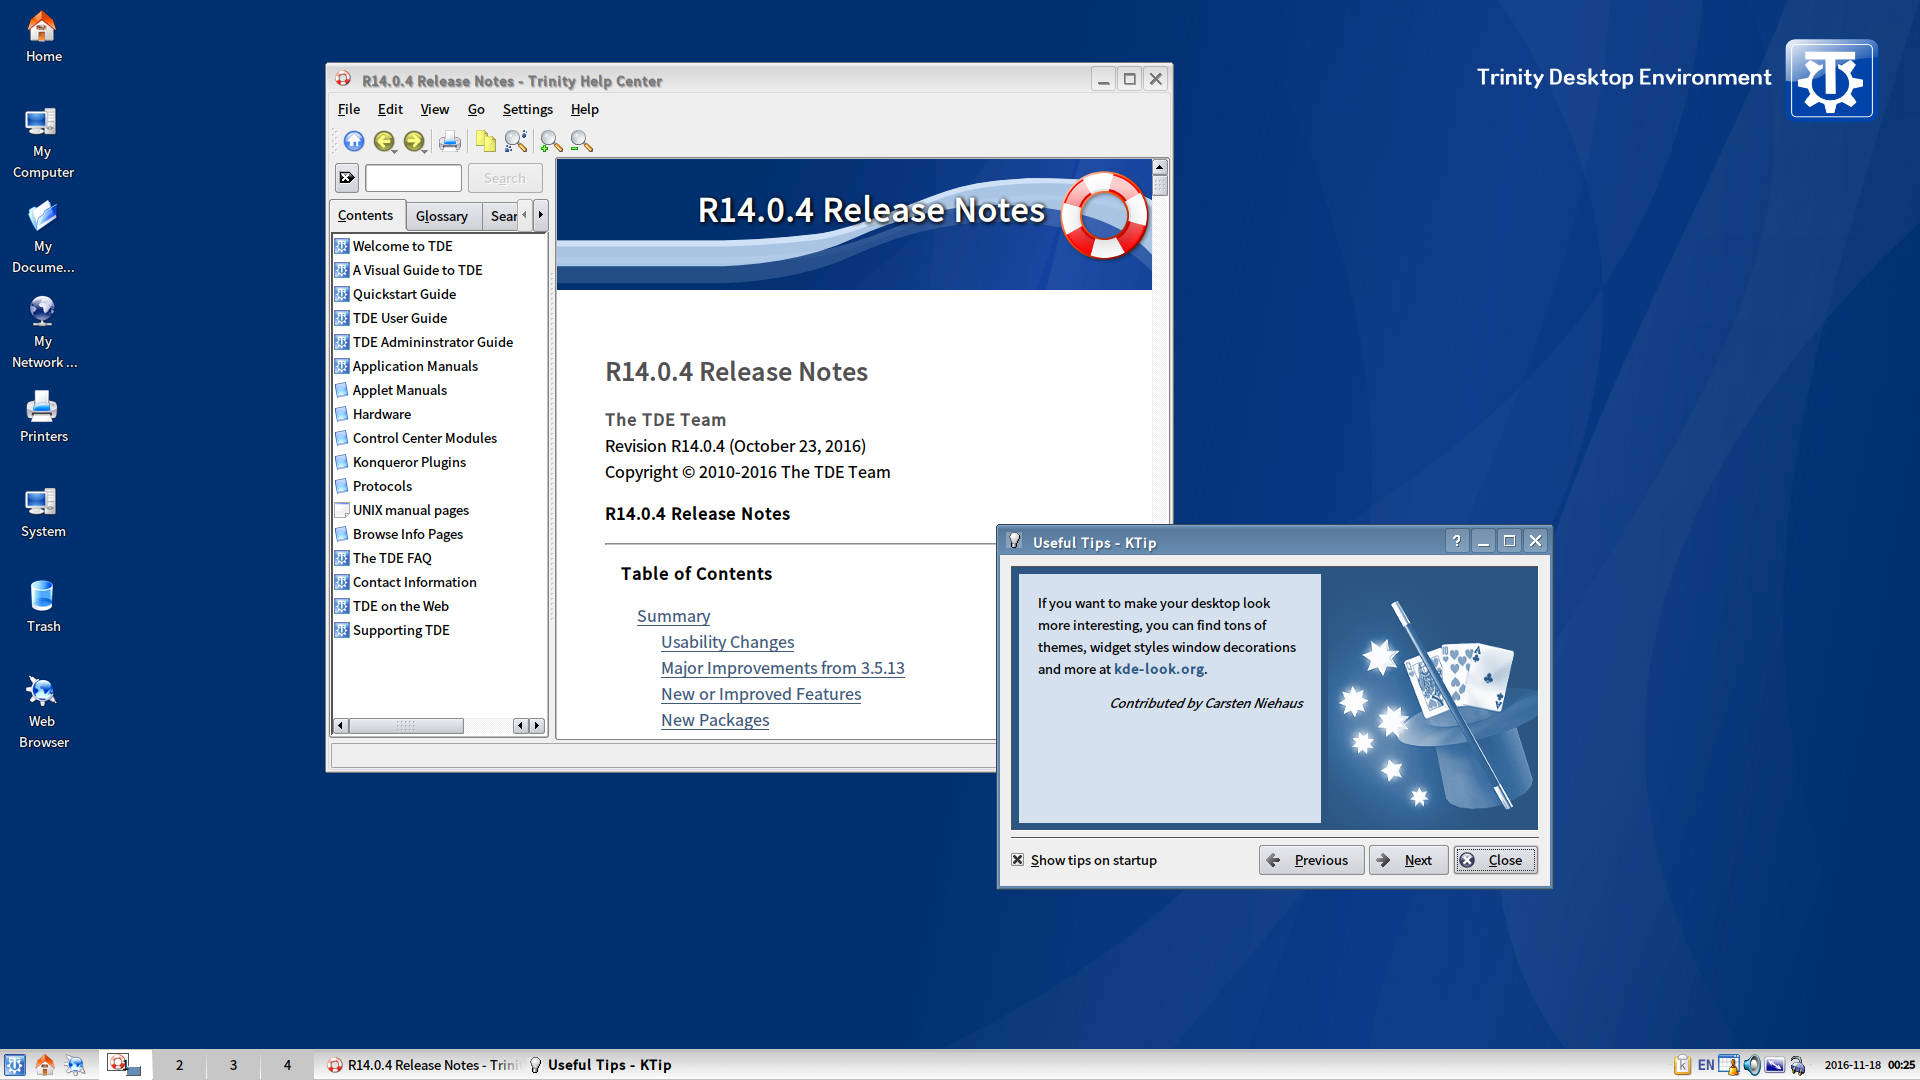 Home
My
Computer
My
Docume...
My
Network ...
Printers
System
Trash
Web
Browser
Trinity Desktop Environment
R14.0.4 Release Notes - Trinity Help Center
File Edit View Go Settings Help
Search
Contents Glossary Sear
Welcome to TDE
A Visual Guide to TDE
Quickstart Guide
TDE User Guide
TDE Admininstrator Guide
Application Manuals
Applet Manuals
Hardware
Control Center Modules
Konqueror Plugins
Protocols
UNIX manual pages
Browse Info Pages
The TDE FAQ
Contact Information
TDE on the Web
Supporting TDE
R14.0.4 Release Notes
R14.0.4 Release Notes
The TDE Team
Revision R14.0.4 (October 23, 2016)
Copyright © 2010-2016 The TDE Team
R14.0.4 Release Notes
Table of Contents
Summary
Usability Changes
Major Improvements from 3.5.13
New or Improved Features
New Packages
Useful Tips - KTip
If you want to make your desktop look
more interesting, you can find tons of
themes, widget styles window decorations
and more at kde-look.org.
Contributed by Carsten Niehaus
Show tips on startup
Previous Next Close
2 3 4
R14.0.4 Release Notes - Trini
Useful Tips - KTip
EN
2016-11-18 00:25